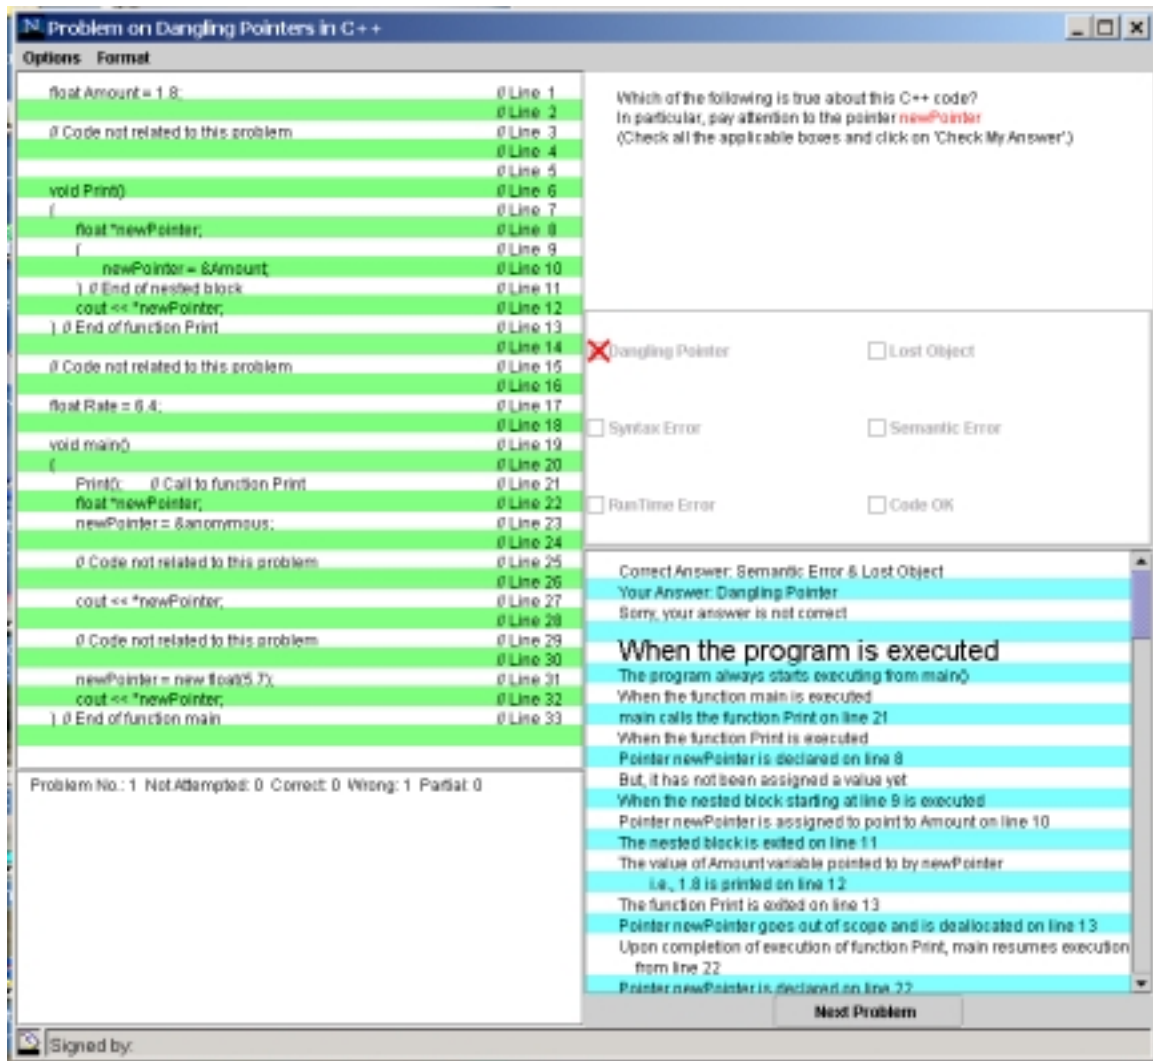 Problem on Dangling Pointers in C++
Options Format
float Amount = 1.8; // Line 1
// Line 2
// Code not related to this problem // Line 3
// Line 4
// Line 5
void Print() // Line 6
{ // Line 7
float *newPointer; // Line 8
{ // Line 9
newPointer = &Amount; // Line 10
} // End of nested block // Line 11
cout << *newPointer; // Line 12
} // End of function Print // Line 13
// Line 14
// Code not related to this problem // Line 15
// Line 16
float Rate = 6.4; // Line 17
// Line 18
void main() // Line 19
{ // Line 20
Print(); // Call to function Print // Line 21
float *newPointer; // Line 22
newPointer = &anonymous; // Line 23
// Line 24
// Code not related to this problem // Line 25
// Line 26
cout << *newPointer; // Line 27
// Line 28
// Code not related to this problem // Line 29
// Line 30
newPointer = new float(5.7); // Line 31
cout << *newPointer; // Line 32
} // End of function main // Line 33
Problem No.: 1 Not Attempted: 0 Correct: 0 Wrong: 1 Partial: 0
Which of the following is true about this C++ code?
In particular, pay attention to the pointer newPointer
(Check all the applicable boxes and click on 'Check My Answer'.)
Dangling Pointer Lost Object
Syntax Error Semantic Error
RunTime Error Code OK
Correct Answer: Semantic Error & Lost Object
Your Answer: Dangling Pointer
Sorry, your answer is not correct
When the program is executed
The program always starts executing from main()
When the function main is executed
main calls the function Print on line 21
When the function Print is executed
Pointer newPointer is declared on line 8
But, it has not been assigned a value yet
When the nested block starting at line 9 is executed
Pointer newPointer is assigned to point to Amount on line 10
The nested block is exited on line 11
The value of Amount variable pointed to by newPointer
i.e., 1.8 is printed on line 12
The function Print is exited on line 13
Pointer newPointer goes out of scope and is deallocated on line 13
Upon completion of execution of function Print, main resumes execution
from line 22
Pointer newPointer is declared on line 22
Next Problem
Signed by: